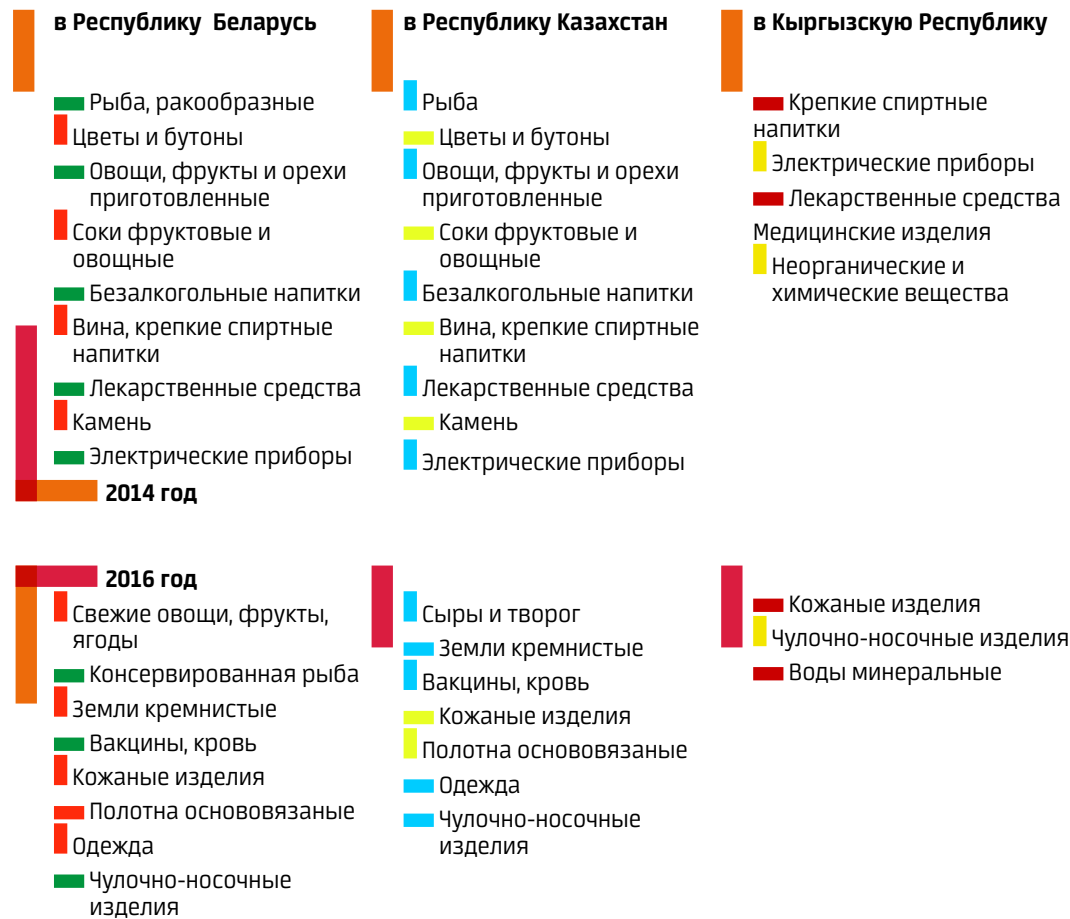 в Республику Беларусь
Рыба, ракообразные
Цветы и бутоны
Овощи, фрукты и орехи
приготовленные
Соки фруктовые и
овощные
Безалкогольные напитки
Вина, крепкие спиртные
напитки
Лекарственные средства
Камень
Электрические приборы
в Республику Казахстан
Рыба
Цветы и бутоны
Овощи, фрукты и орехи
приготовленные
Соки фруктовые и
овощные
Безалкогольные напитки
Вина, крепкие спиртные
напитки
Лекарственные средства
Камень
Электрические приборы
в Кыргызскую Республику
Крепкие спиртные
напитки
Электрические приборы
Лекарственные средства
Медицинские изделия
Неорганические и
химические вещества
2014 год
2016 год
Свежие овощи, фрукты,
ягоды
Консервированная рыба
Земли кремнистые
Вакцины, кровь
Кожаные изделия
Полотна основовязаные
Одежда
Чулочно-носочные
изделия
Сыры и творог
Земли кремнистые
Вакцины, кровь
Кожаные изделия
Полотна основовязаные
Одежда
Чулочно-носочные
изделия
Кожаные изделия
Чулочно-носочные изделия
Воды минеральные